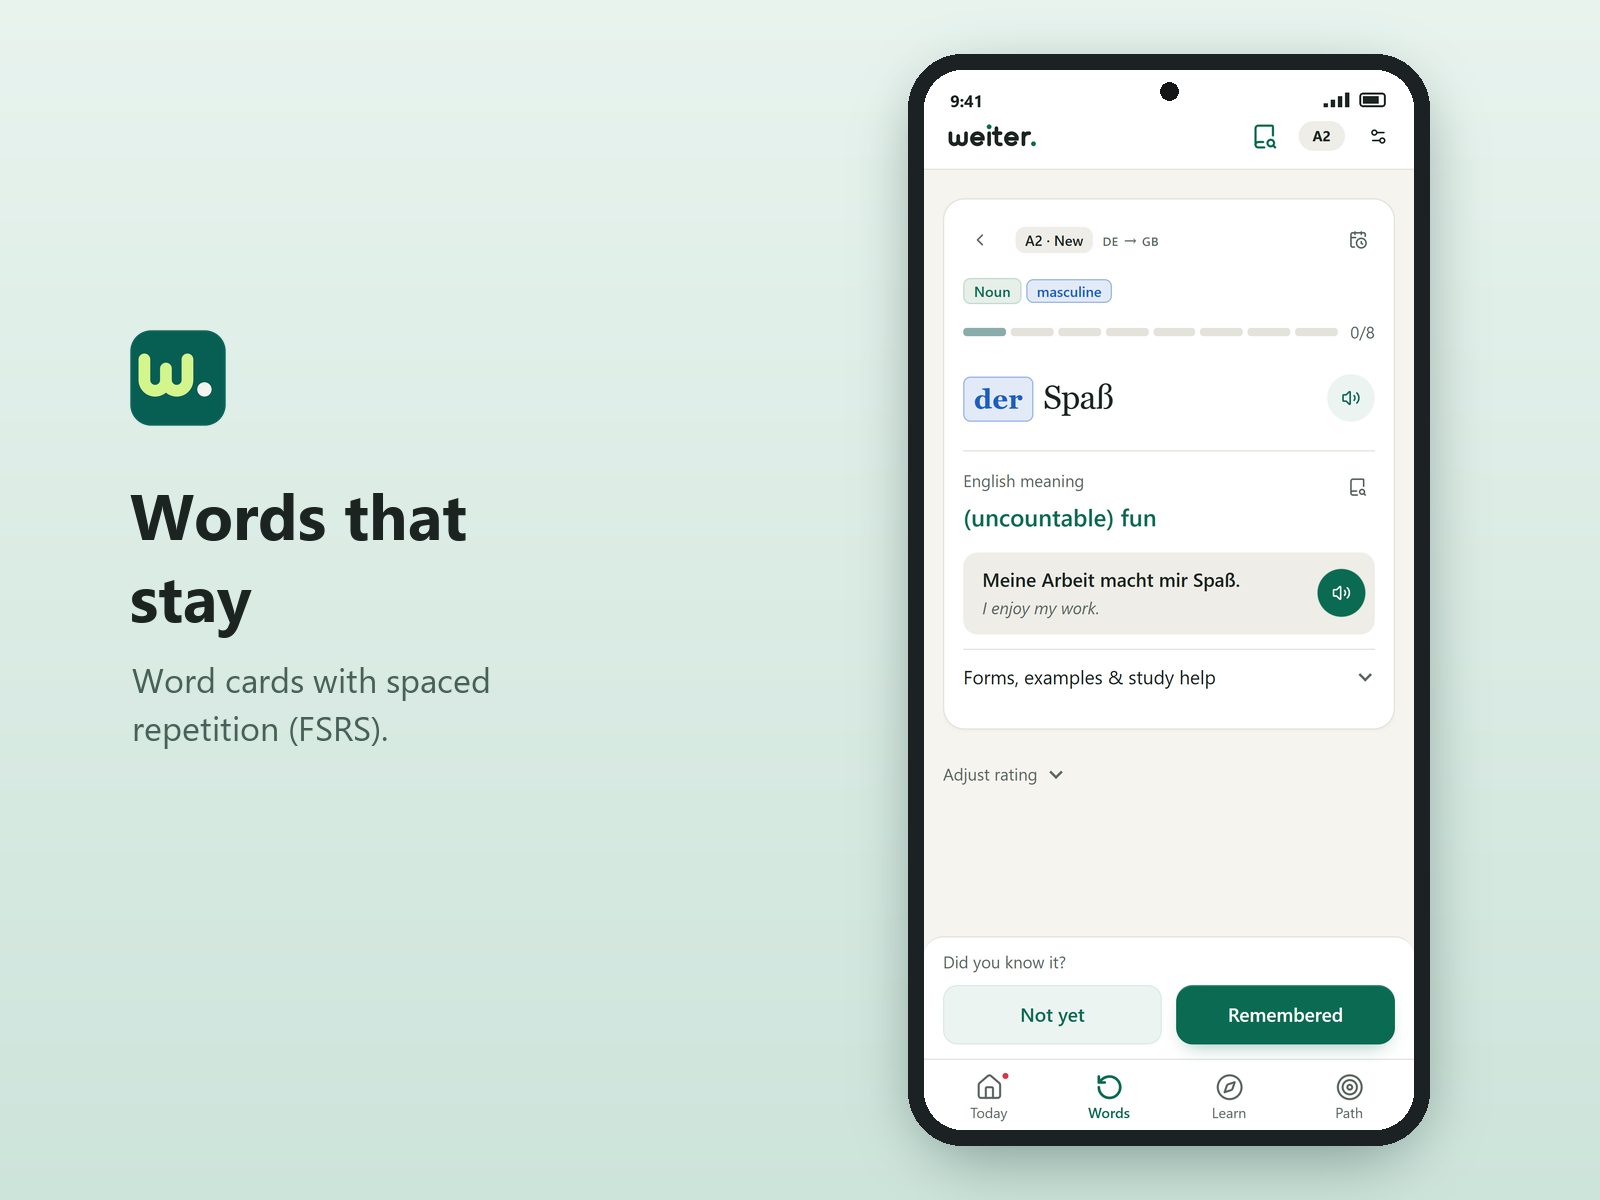 w.
Words that
stay
Word cards with spaced
repetition (FSRS).
9:41
weiter.
A2
A2 · New DE → GB
Noun masculine
0/8
der Spaß
English meaning
(uncountable) fun
Meine Arbeit macht mir Spaß.
I enjoy my work.
Forms, examples & study help
Adjust rating
Did you know it?
Not yet Remembered
Today Words Learn Path